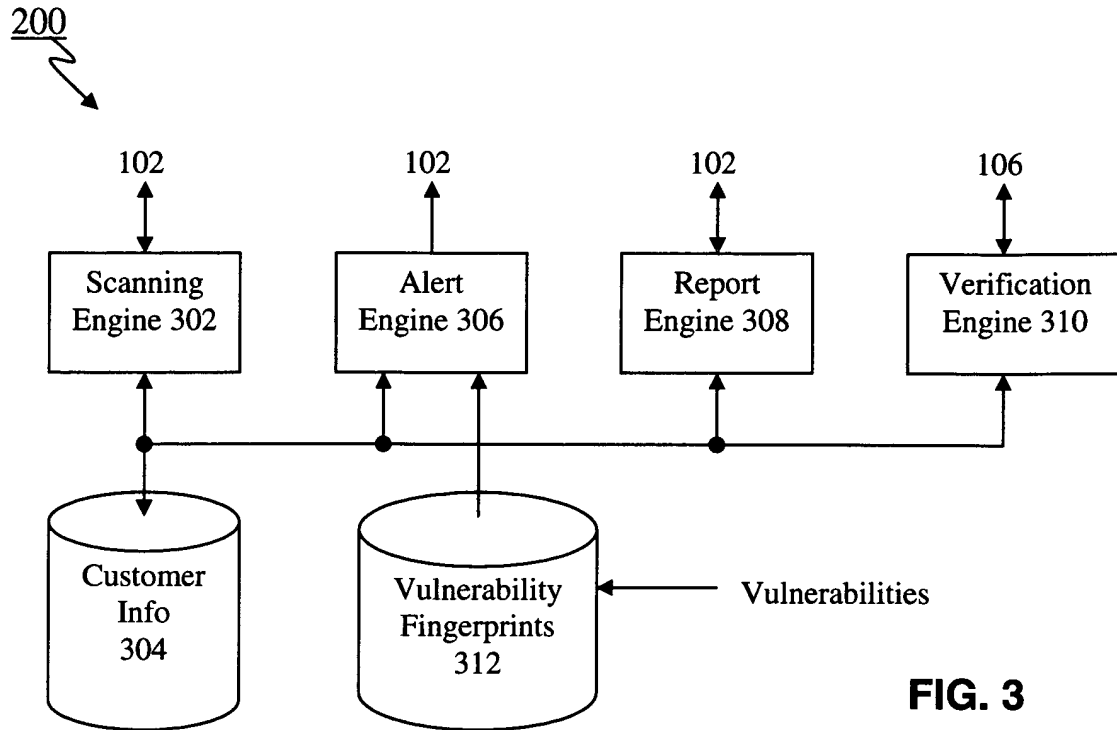 200
102
102
102
106
Scanning
Engine 302
Alert
Engine 306
Report
Engine 308
Verification
Engine 310
Customer
Info
304
Vulnerability
Fingerprints
312
Vulnerabilities
FIG. 3